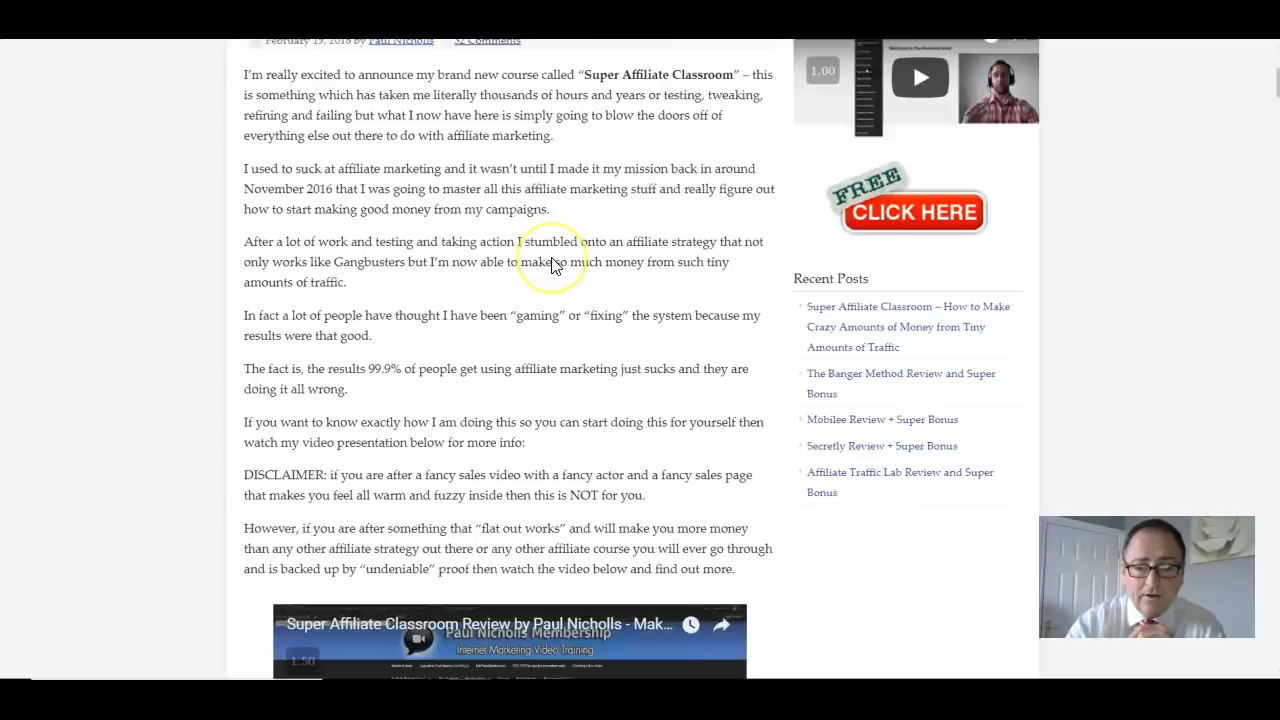 February 19, 2018 by Paul Nicholls 32 Comments
I'm really excited to announce my brand new course called “Super Affiliate Classroom” – this
is something which has taken me literally thousands of hours and years or testing, tweaking,
refining and failing but what I now have here is simply going to blow the doors off of
everything else out there to do with affiliate marketing.
I used to suck at affiliate marketing and it wasn't until I made it my mission back in around
November 2016 that I was going to master all this affiliate marketing stuff and really figure out
how to start making good money from my campaigns.
After a lot of work and testing and taking action I stumbled onto an affiliate strategy that not
only works like Gangbusters but I'm now able to make so much money from such tiny
amounts of traffic.
In fact a lot of people have thought I have been “gaming” or “fixing” the system because my
results were that good.
The fact is, the results 99.9% of people get using affiliate marketing just sucks and they are
doing it all wrong.
If you want to know exactly how I am doing this so you can start doing this for yourself then
watch my video presentation below for more info:
DISCLAIMER: if you are after a fancy sales video with a fancy actor and a fancy sales page
that makes you feel all warm and fuzzy inside then this is NOT for you.
However, if you are after something that “flat out works” and will make you more money
than any other affiliate strategy out there or any other affiliate course you will ever go through
and is backed up by “undeniable” proof then watch the video below and find out more.
Super Affiliate Classroom Review by Paul Nicholls - Mak...
Paul Nicholls Membership
Internet Marketing Video Training
1.50
1.00
FREE
CLICK HERE
Recent Posts
Super Affiliate Classroom – How to Make
Crazy Amounts of Money from Tiny
Amounts of Traffic
The Banger Method Review and Super
Bonus
Mobilee Review + Super Bonus
Secretly Review + Super Bonus
Affiliate Traffic Lab Review and Super
Bonus